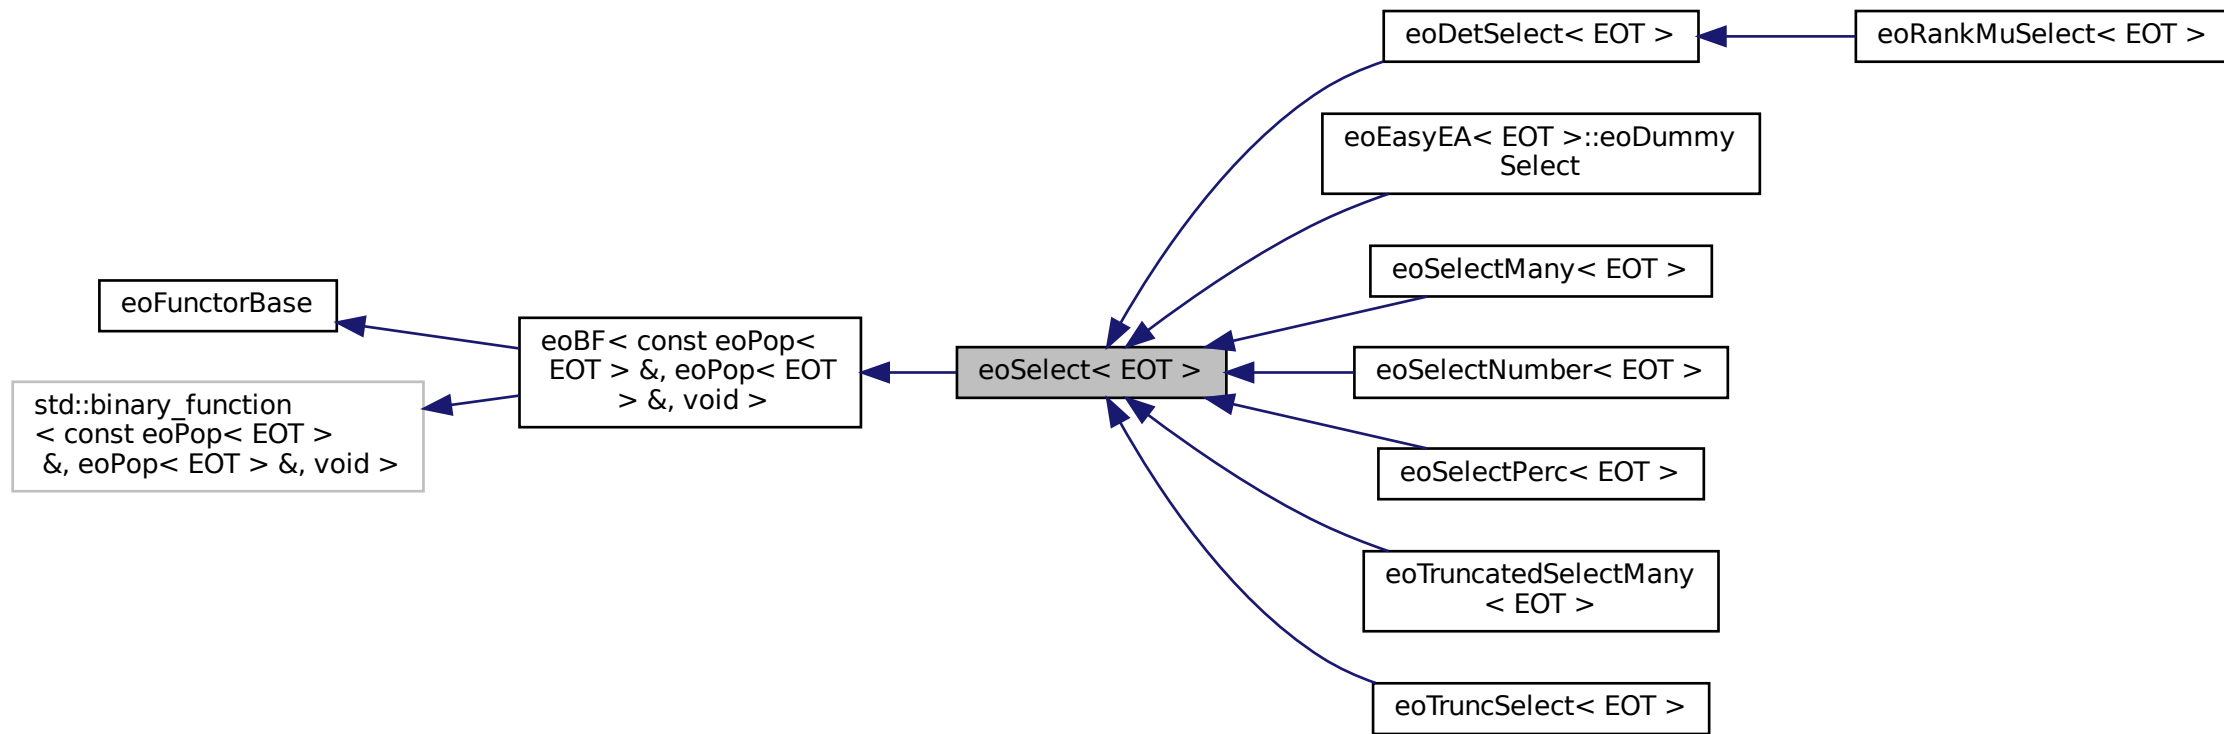 eoFunctorBase
std::binary_function
< const eoPop< EOT >
&, eoPop< EOT > &, void >
eoBF< const eoPop<
EOT > &, eoPop< EOT
> &, void >
eoSelect< EOT >
eoDetSelect< EOT >
eoRankMuSelect< EOT >
eoEasyEA< EOT >::eoDummy
Select
eoSelectMany< EOT >
eoSelectNumber< EOT >
eoSelectPerc< EOT >
eoTruncatedSelectMany
< EOT >
eoTruncSelect< EOT >